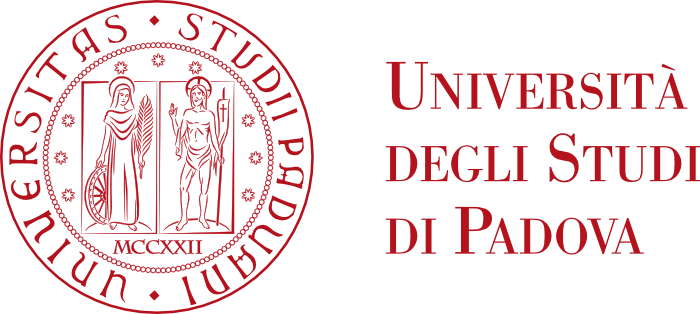 UNIVERSITAS · STUDII PADUANI ·
MCCXXII
UNIVERSITÀ
DEGLI STUDI
DI PADOVA